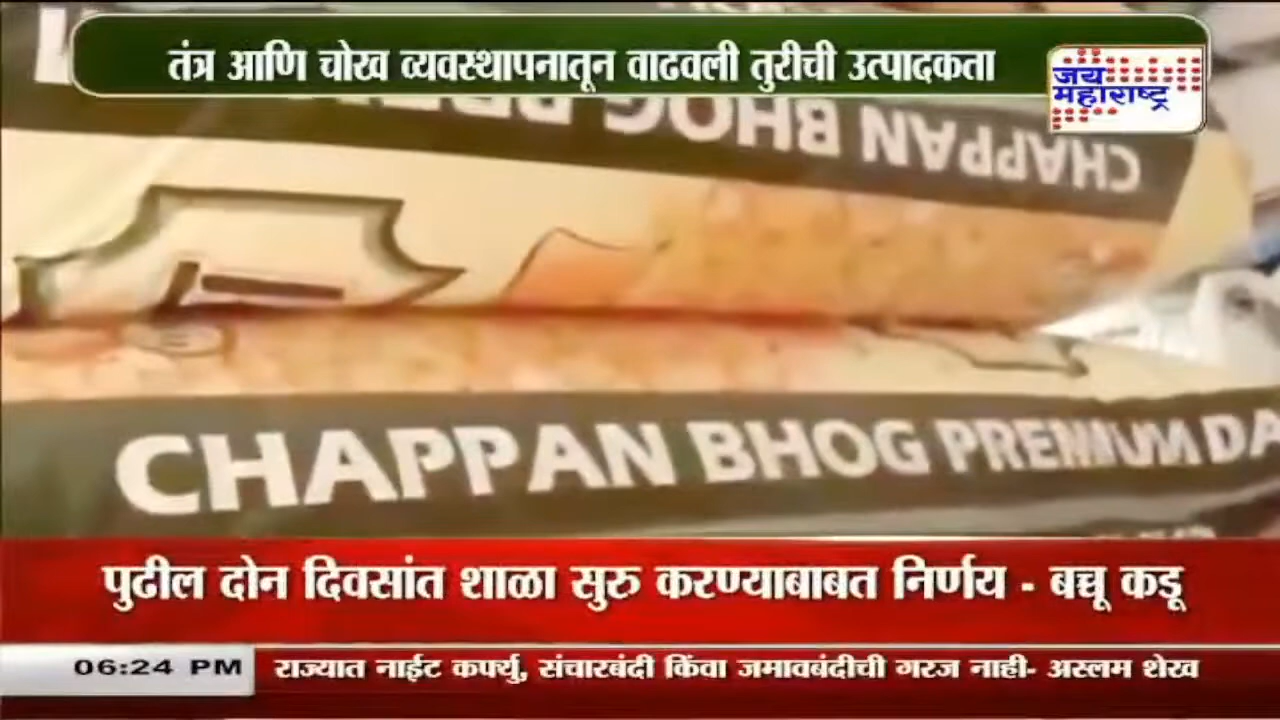 तंत्र आणि चोख व्यवस्थापनातून वाढवली तुरीची उत्पादकता
जय
महाराष्ट्र
CHAPPAN BHOG
CHAPPAN BHOG PREMIUM DA
पुढील दोन दिवसांत शाळा सुरु करण्याबाबत निर्णय - बच्चू कडू
06:24 PM
राज्यात नाईट कर्फ्यु, संचारबंदी किंवा जमावबंदीची गरज नाही- अस्लम शेख